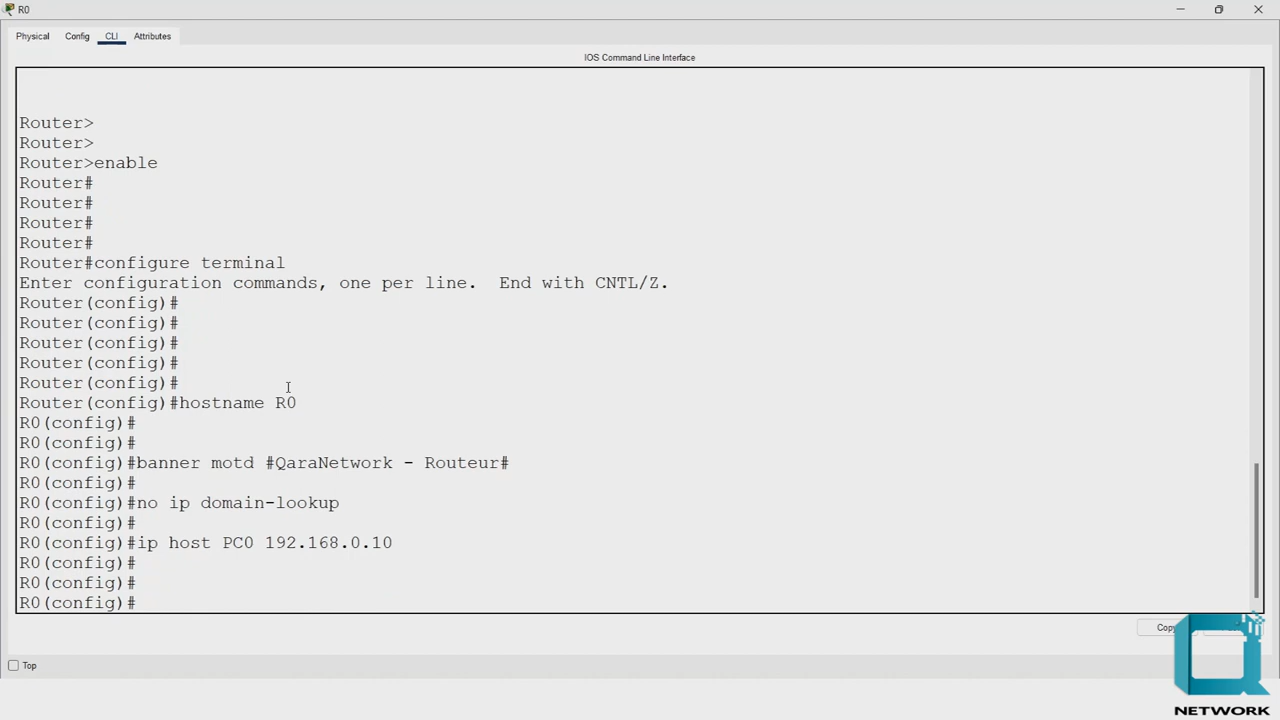 R0
Physical Config CLI Attributes
IOS Command Line Interface
Router>
Router>
Router>enable
Router#
Router#
Router#
Router#
Router#configure terminal
Enter configuration commands, one per line.  End with CNTL/Z.
Router(config)#
Router(config)#
Router(config)#
Router(config)#
Router(config)#
Router(config)#hostname R0
R0(config)#
R0(config)#
R0(config)#banner motd #QaraNetwork - Routeur#
R0(config)#
R0(config)#no ip domain-lookup
R0(config)#
R0(config)#ip host PC0 192.168.0.10
R0(config)#
R0(config)#
R0(config)#
Top
NETWORK